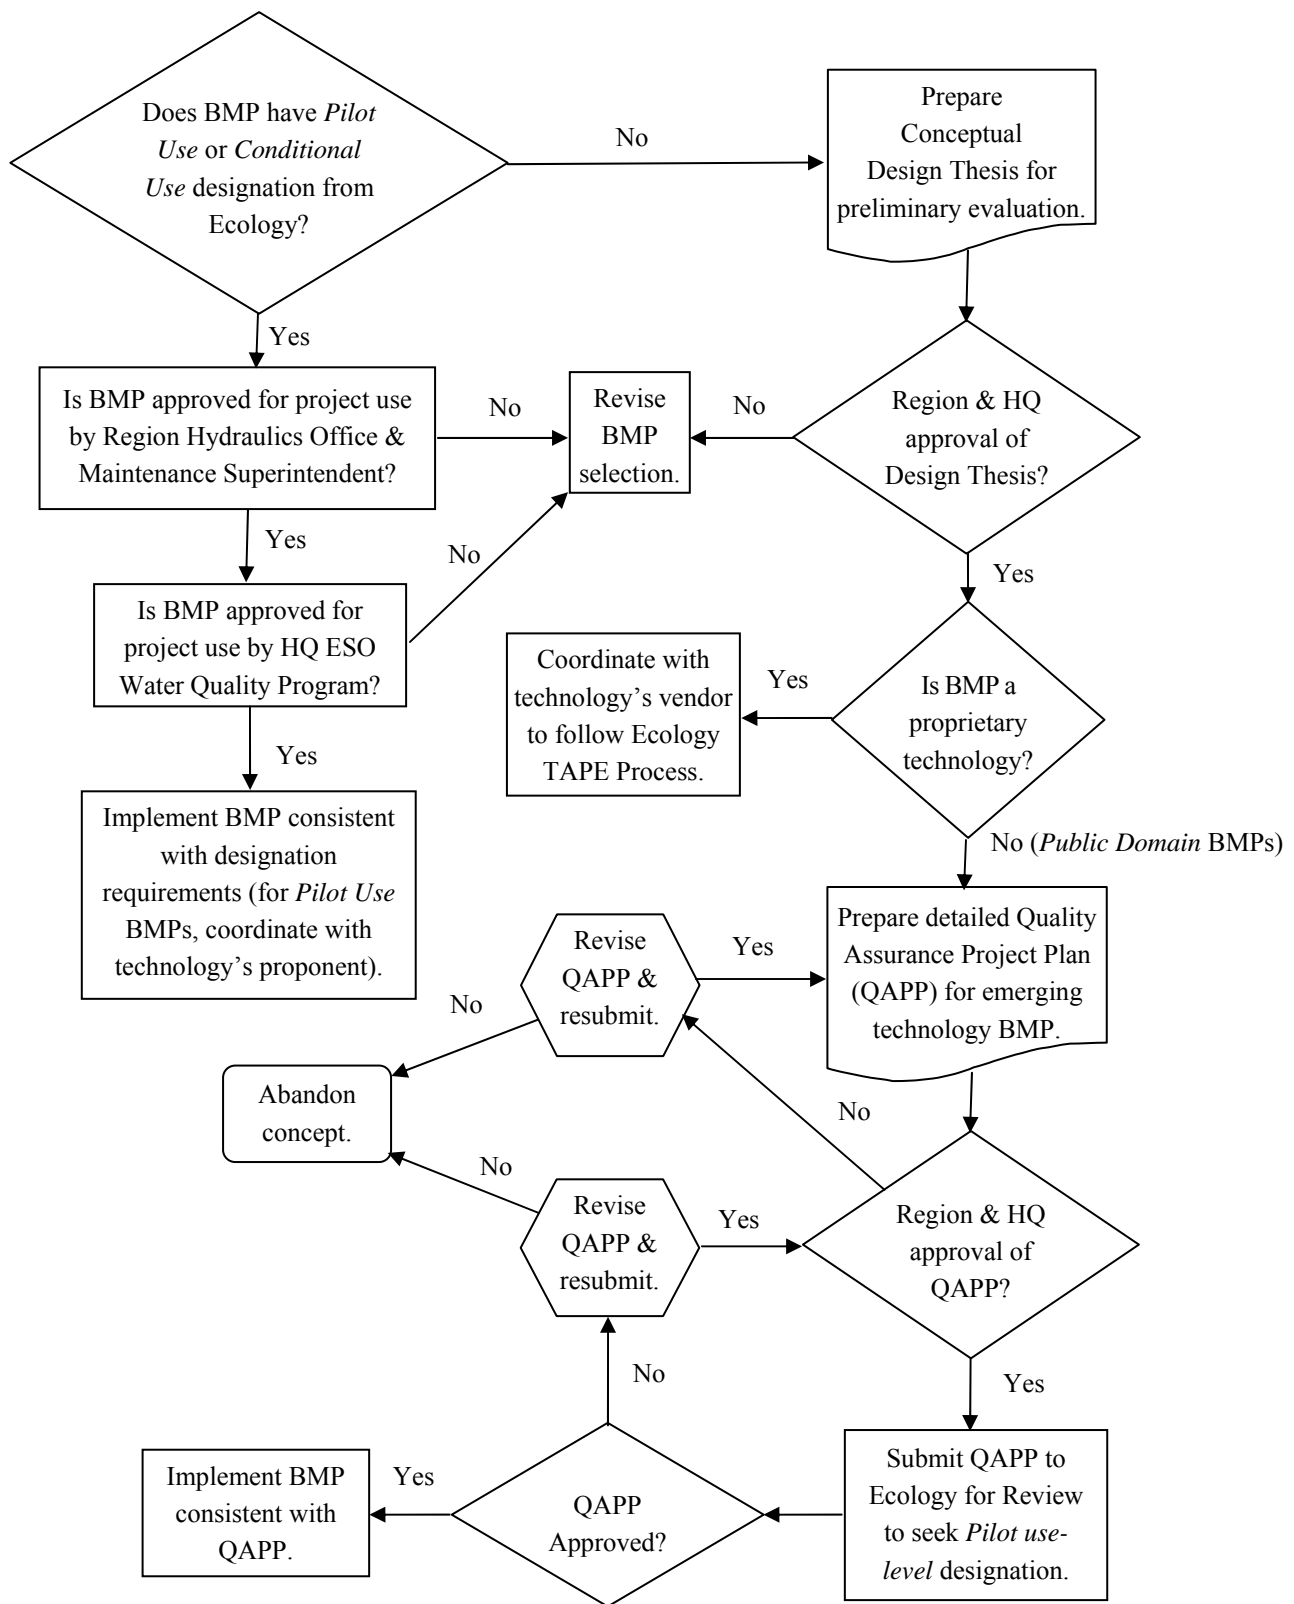 Does BMP have Pilot
Use or Conditional
Use designation from
Ecology?
No
Prepare
Conceptual
Design Thesis for
preliminary evaluation.
Yes
Is BMP approved for project use
by Region Hydraulics Office &
Maintenance Superintendent?
No
Revise
BMP
selection.
No
Region & HQ
approval of
Design Thesis?
Yes
No
Yes
Is BMP approved for
project use by HQ ESO
Water Quality Program?
Coordinate with
technology's vendor
to follow Ecology
TAPE Process.
Yes
Is BMP a
proprietary
technology?
Yes
Implement BMP consistent
with designation
requirements (for Pilot Use
BMPs, coordinate with
technology's proponent).
No (Public Domain BMPs)
Revise
QAPP &
resubmit.
Yes
Prepare detailed Quality
Assurance Project Plan
(QAPP) for emerging
technology BMP.
No
Abandon
concept.
No
No
Revise
QAPP &
resubmit.
Yes
Region & HQ
approval of
QAPP?
No
Yes
Implement BMP
consistent with
QAPP.
Yes
QAPP
Approved?
Submit QAPP to
Ecology for Review
to seek Pilot use-
level designation.